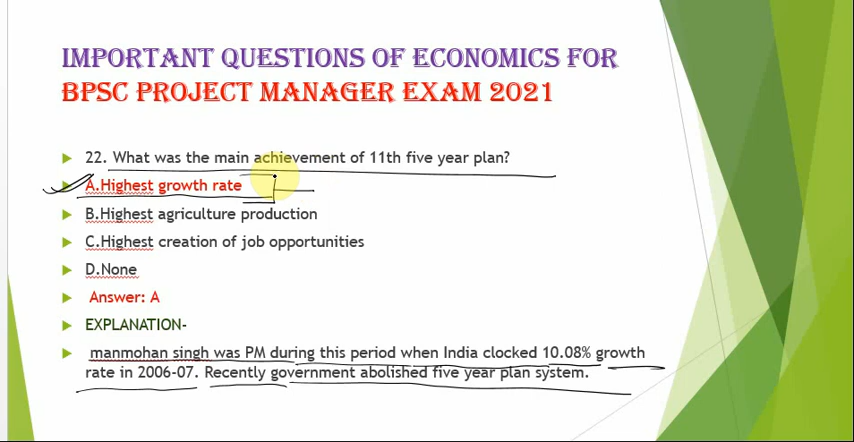 IMPORTANT QUESTIONS OF ECONOMICS FOR
BPSC PROJECT MANAGER EXAM 2021
22. What was the main achievement of 11th five year plan?
A.Highest growth rate
B.Highest agriculture production
C.Highest creation of job opportunities
D.None
Answer: A
EXPLANATION-
manmohan singh was PM during this period when India clocked 10.08% growth
rate in 2006-07. Recently government abolished five year plan system.